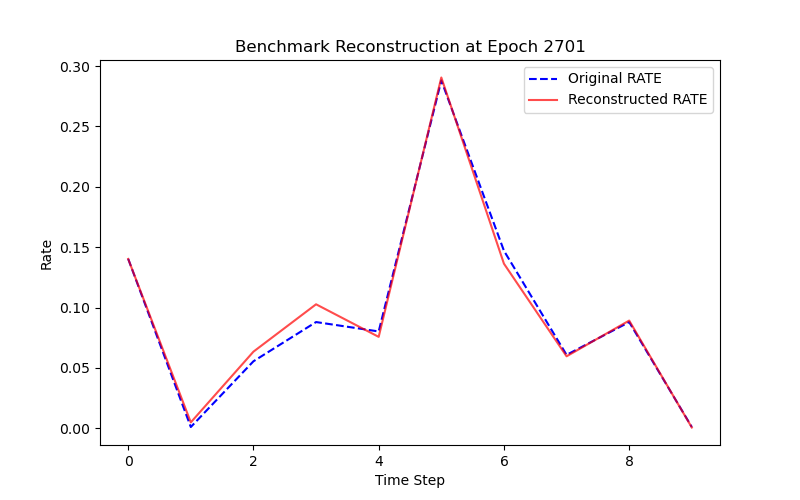 Benchmark Reconstruction at Epoch 2701
Original RATE
Reconstructed RATE
Rate
0.30
0.25
0.20
0.15
0.10
0.05
0.00
0 2 4 6 8
Time Step